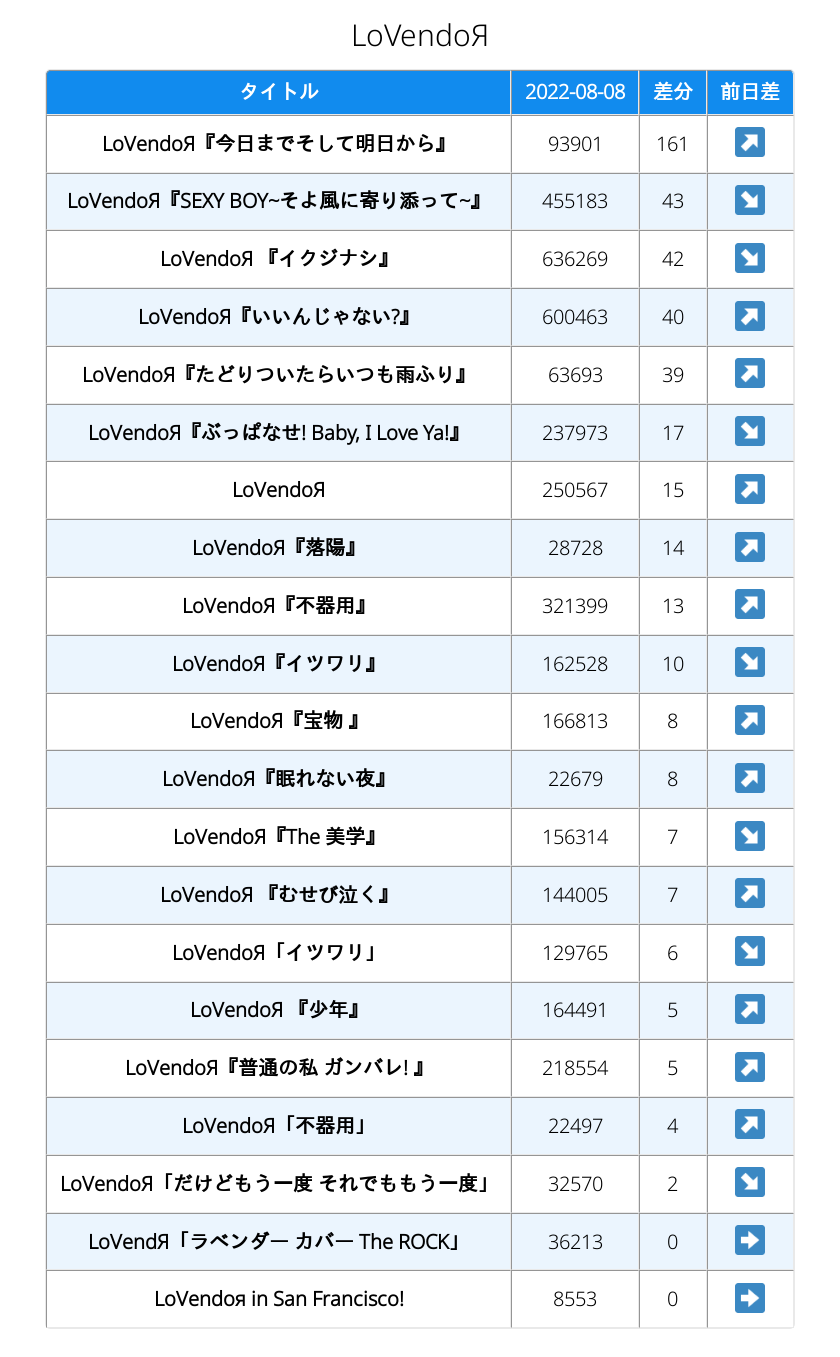 LoVendoЯ
タイトル 2022-08-08 差分 前日差
LoVendoЯ『今日までそして明日から』 93901 161
LoVendoЯ『SEXY BOY~そよ風に寄り添って~』 455183 43
LoVendoЯ 『イクジナシ』 636269 42
LoVendoЯ『いいんじゃない?』 600463 40
LoVendoЯ『たどりついたらいつも雨ふり』 63693 39
LoVendoЯ『ぶっぱなせ! Baby, I Love Ya!』 237973 17
LoVendoЯ 250567 15
LoVendoЯ『落陽』 28728 14
LoVendoЯ『不器用』 321399 13
LoVendoЯ『イツワリ』 162528 10
LoVendoЯ『宝物 』 166813 8
LoVendoЯ『眠れない夜』 22679 8
LoVendoЯ『The 美学』 156314 7
LoVendoЯ 『むせび泣く』 144005 7
LoVendoЯ「イツワリ」 129765 6
LoVendoЯ 『少年』 164491 5
LoVendoЯ『普通の私 ガンバレ! 』 218554 5
LoVendoЯ「不器用」 22497 4
LoVendoЯ「だけどもう一度 それでももう一度」 32570 2
LoVendЯ「ラベンダー カバー The ROCK」 36213 0
LoVendoя in San Francisco! 8553 0